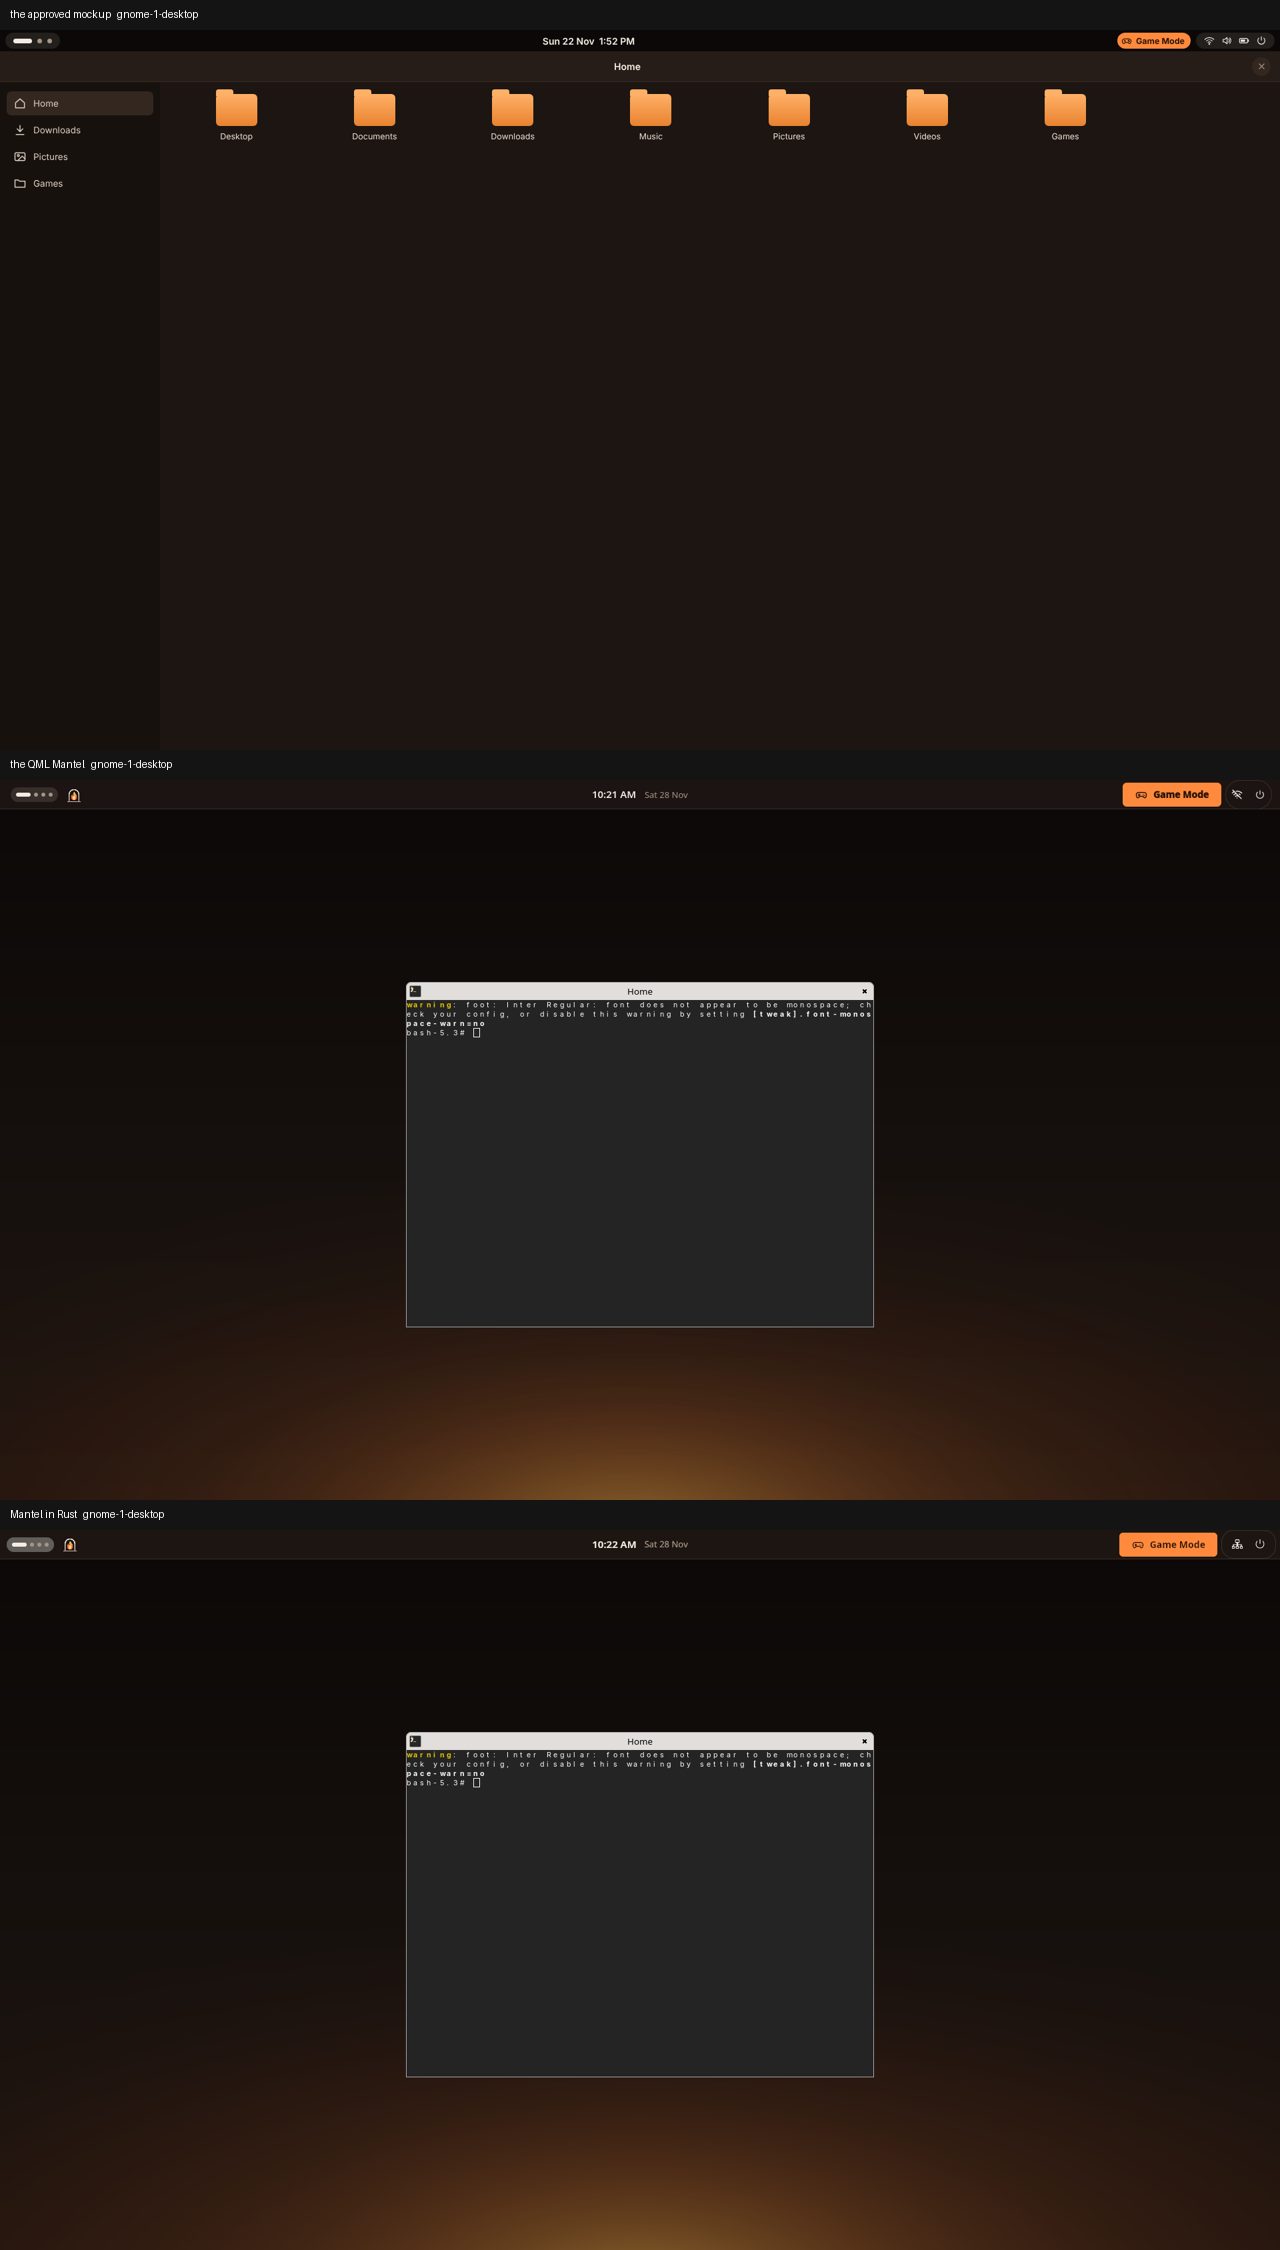 the approved mockup gnome-1-desktop
Sun 22 Nov 1:52 PM
Game Mode
Home
Home
Downloads
Pictures
Games
Desktop
Documents
Downloads
Music
Pictures
Videos
Games
the QML Mantel gnome-1-desktop
10:21 AM Sat 28 Nov
Game Mode
Home
warning: foot: Inter Regular: font does not appear to be monospace; ch
eck your config, or disable this warning by setting [tweak].font-monos
pace-warn=no
bash-5.3#
Mantel in Rust gnome-1-desktop
10:22 AM Sat 28 Nov
Game Mode
Home
warning: foot: Inter Regular: font does not appear to be monospace; ch
eck your config, or disable this warning by setting [tweak].font-monos
pace-warn=no
bash-5.3#